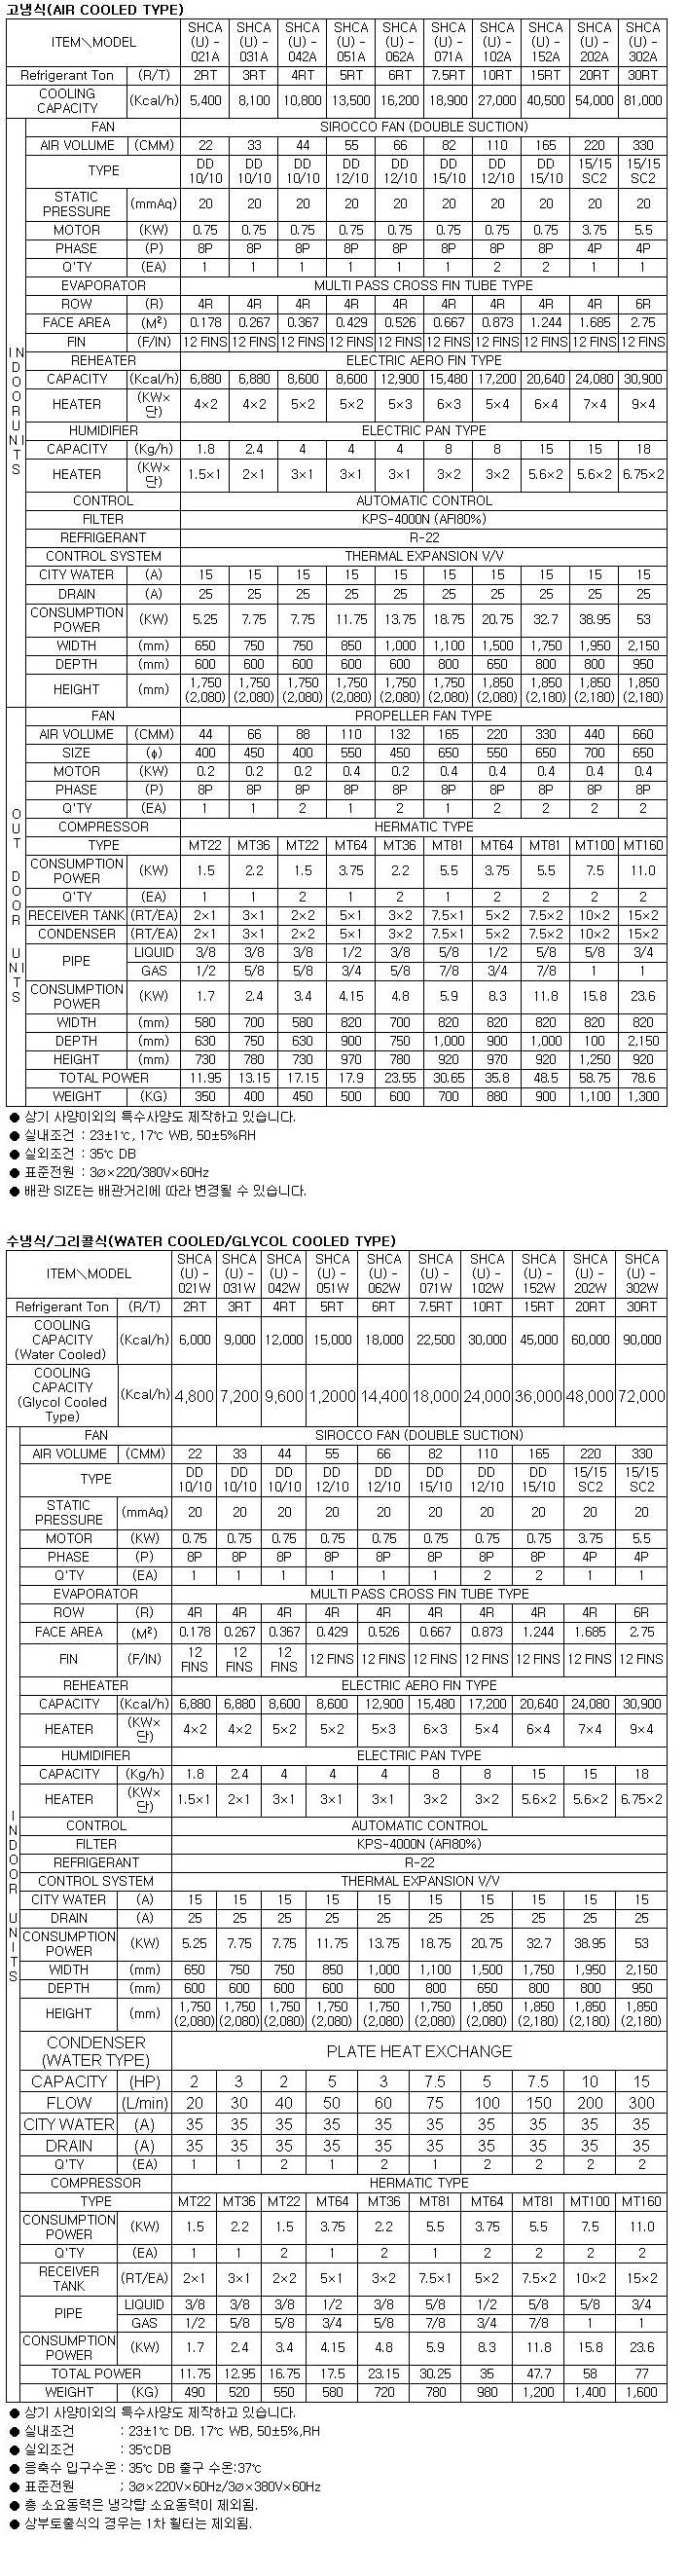 고냉식(AIR COOLED TYPE)
ITEM＼MODEL SHCA (U) - 021A SHCA (U) - 031A SHCA (U) - 042A SHCA (U) - 051A SHCA (U) - 062A SHCA (U) - 071A SHCA (U) - 102A SHCA (U) - 152A SHCA (U) - 202A SHCA (U) - 302A
Refrigerant Ton (R/T) 2RT 3RT 4RT 5RT 6RT 7.5RT 10RT 15RT 20RT 30RT
COOLING CAPACITY (Kcal/h) 5,400 8,100 10,800 13,500 16,200 18,900 27,000 40,500 54,000 81,000
INDOORUNITS
FAN SIROCCO FAN (DOUBLE SUCTION)
AIR VOLUME (CMM) 22 33 44 55 66 82 110 165 220 330
TYPE DD 10/10 DD 10/10 DD 10/10 DD 12/10 DD 12/10 DD 15/10 DD 12/10 DD 15/10 15/15 SC2 15/15 SC2
STATIC PRESSURE (mmAq) 20 20 20 20 20 20 20 20 20 20
MOTOR (KW) 0.75 0.75 0.75 0.75 0.75 0.75 0.75 0.75 3.75 5.5
PHASE (P) 8P 8P 8P 8P 8P 8P 8P 8P 4P 4P
Q'TY (EA) 1 1 1 1 1 1 2 2 1 1
EVAPORATOR MULTI PASS CROSS FIN TUBE TYPE
ROW (R) 4R 4R 4R 4R 4R 4R 4R 4R 4R 6R
FACE AREA (M²) 0.178 0.267 0.367 0.429 0.526 0.667 0.873 1.244 1.685 2.75
FIN (F/IN) 12 FINS 12 FINS 12 FINS 12 FINS 12 FINS 12 FINS 12 FINS 12 FINS 12 FINS 12 FINS
REHEATER ELECTRIC AERO FIN TYPE
CAPACITY (Kcal/h) 6,880 6,880 8,600 8,600 12,900 15,480 17,200 20,640 24,080 30,900
HEATER (KW×단) 4×2 4×2 5×2 5×2 5×3 6×3 5×4 6×4 7×4 9×4
HUMIDIFIER ELECTRIC PAN TYPE
CAPACITY (Kg/h) 1.8 2.4 4 4 4 8 8 15 15 18
HEATER (KW×단) 1.5×1 2×1 3×1 3×1 3×1 3×2 3×2 5.6×2 5.6×2 6.75×2
CONTROL AUTOMATIC CONTROL
FILTER KPS-4000N (AFI80%)
REFRIGERANT R-22
CONTROL SYSTEM THERMAL EXPANSION V/V
CITY WATER (A) 15 15 15 15 15 15 15 15 15 15
DRAIN (A) 25 25 25 25 25 25 25 25 25 25
CONSUMPTION POWER (KW) 5.25 7.75 7.75 11.75 13.75 18.75 20.75 32.7 38.95 53
WIDTH (mm) 650 750 750 850 1,000 1,100 1,500 1,750 1,950 2,150
DEPTH (mm) 600 600 600 600 600 800 650 800 800 950
HEIGHT (mm) 1,750 (2,080) 1,750 (2,080) 1,750 (2,080) 1,750 (2,080) 1,750 (2,080) 1,750 (2,080) 1,850 (2,080) 1,850 (2,180) 1,850 (2,180) 1,850 (2,180)
OUT DOOR UNITS
FAN PROPELLER FAN TYPE
AIR VOLUME (CMM) 44 66 88 110 132 165 220 330 440 660
SIZE (φ) 400 450 400 550 450 650 550 650 700 650
MOTOR (KW) 0.2 0.2 0.2 0.4 0.2 0.4 0.4 0.4 0.4 0.4
PHASE (P) 8P 8P 8P 8P 8P 8P 8P 8P 8P 8P
Q'TY (EA) 1 1 2 1 2 1 2 2 2 2
COMPRESSOR HERMATIC TYPE
TYPE MT22 MT36 MT22 MT64 MT36 MT81 MT64 MT81 MT100 MT160
CONSUMPTION POWER (KW) 1.5 2.2 1.5 3.75 2.2 5.5 3.75 5.5 7.5 11.0
Q'TY (EA) 1 1 2 1 2 1 2 2 2 2
RECEIVER TANK (RT/EA) 2×1 3×1 2×2 5×1 3×2 7.5×1 5×2 7.5×2 10×2 15×2
CONDENSER (RT/EA) 2×1 3×1 2×2 5×1 3×2 7.5×1 5×2 7.5×2 10×2 15×2
PIPE LIQUID 3/8 3/8 3/8 1/2 3/8 5/8 1/2 5/8 5/8 3/4
GAS 1/2 5/8 5/8 3/4 5/8 7/8 3/4 7/8 1 1
CONSUMPTION POWER (KW) 1.7 2.4 3.4 4.15 4.8 5.9 8.3 11.8 15.8 23.6
WIDTH (mm) 580 700 580 820 700 820 820 820 820 820
DEPTH (mm) 630 750 630 900 750 1,000 900 1,000 100 2,150
HEIGHT (mm) 730 780 730 970 780 920 970 920 1,250 920
TOTAL POWER 11.95 13.15 17.15 17.9 23.55 30.65 35.8 48.5 58.75 78.6
WEIGHT (KG) 350 400 450 500 600 700 880 900 1,100 1,300
● 상기 사양이외의 특수사양도 제작하고 있습니다.
● 실내조건 : 23±1℃, 17℃ WB, 50±5%RH
● 실외조건 : 35℃ DB
● 표준전원 : 3∅×220/380V×60Hz
● 배관 SIZE는 배관거리에 따라 변경될 수 있습니다.
수냉식/그리콜식(WATER COOLED/GLYCOL COOLED TYPE)
ITEM＼MODEL SHCA (U) - 021W SHCA (U) - 031W SHCA (U) - 042W SHCA (U) - 051W SHCA (U) - 062W SHCA (U) - 071W SHCA (U) - 102W SHCA (U) - 152W SHCA (U) - 202W SHCA (U) - 302W
Refrigerant Ton (R/T) 2RT 3RT 4RT 5RT 6RT 7.5RT 10RT 15RT 20RT 30RT
COOLING CAPACITY (Water Cooled) (Kcal/h) 6,000 9,000 12,000 15,000 18,000 22,500 30,000 45,000 60,000 90,000
COOLING CAPACITY (Glycol Cooled Type) (Kcal/h) 4,800 7,200 9,600 1,2000 14,400 18,000 24,000 36,000 48,000 72,000
INDOOR UNITS
FAN SIROCCO FAN (DOUBLE SUCTION)
AIR VOLUME (CMM) 22 33 44 55 66 82 110 165 220 330
TYPE DD 10/10 DD 10/10 DD 10/10 DD 12/10 DD 12/10 DD 15/10 DD 12/10 DD 15/10 15/15 SC2 15/15 SC2
STATIC PRESSURE (mmAq) 20 20 20 20 20 20 20 20 20 20
MOTOR (KW) 0.75 0.75 0.75 0.75 0.75 0.75 0.75 0.75 3.75 5.5
PHASE (P) 8P 8P 8P 8P 8P 8P 8P 8P 4P 4P
Q'TY (EA) 1 1 1 1 1 1 2 2 1 1
EVAPORATOR MULTI PASS CROSS FIN TUBE TYPE
ROW (R) 4R 4R 4R 4R 4R 4R 4R 4R 4R 6R
FACE AREA (M²) 0.178 0.267 0.367 0.429 0.526 0.667 0.873 1.244 1.685 2.75
FIN (F/IN) 12 FINS 12 FINS 12 FINS 12 FINS 12 FINS 12 FINS 12 FINS 12 FINS 12 FINS 12 FINS
REHEATER ELECTRIC AERO FIN TYPE
CAPACITY (Kcal/h) 6,880 6,880 8,600 8,600 12,900 15,480 17,200 20,640 24,080 30,900
HEATER (KW×단) 4×2 4×2 5×2 5×2 5×3 6×3 5×4 6×4 7×4 9×4
HUMIDIFIER ELECTRIC PAN TYPE
CAPACITY (Kg/h) 1.8 2.4 4 4 4 8 8 15 15 18
HEATER (KW×단) 1.5×1 2×1 3×1 3×1 3×1 3×2 3×2 5.6×2 5.6×2 6.75×2
CONTROL AUTOMATIC CONTROL
FILTER KPS-4000N (AFI80%)
REFRIGERANT R-22
CONTROL SYSTEM THERMAL EXPANSION V/V
CITY WATER (A) 15 15 15 15 15 15 15 15 15 15
DRAIN (A) 25 25 25 25 25 25 25 25 25 25
CONSUMPTION POWER (KW) 5.25 7.75 7.75 11.75 13.75 18.75 20.75 32.7 38.95 53
WIDTH (mm) 650 750 750 850 1,000 1,100 1,500 1,750 1,950 2,150
DEPTH (mm) 600 600 600 600 600 800 650 800 800 950
HEIGHT (mm) 1,750 (2,080) 1,750 (2,080) 1,750 (2,080) 1,750 (2,080) 1,750 (2,080) 1,750 (2,080) 1,850 (2,080) 1,850 (2,180) 1,850 (2,180) 1,850 (2,180)
CONDENSER (WATER TYPE) PLATE HEAT EXCHANGE
CAPACITY (HP) 2 3 2 5 3 7.5 5 7.5 10 15
FLOW (L/min) 20 30 40 50 60 75 100 150 200 300
CITY WATER (A) 35 35 35 35 35 35 35 35 35 35
DRAIN (A) 35 35 35 35 35 35 35 35 35 35
Q'TY (EA) 1 1 2 1 2 1 2 2 2 2
COMPRESSOR HERMATIC TYPE
TYPE MT22 MT36 MT22 MT64 MT36 MT81 MT64 MT81 MT100 MT160
CONSUMPTION POWER (KW) 1.5 2.2 1.5 3.75 2.2 5.5 3.75 5.5 7.5 11.0
Q'TY (EA) 1 1 2 1 2 1 2 2 2 2
RECEIVER TANK (RT/EA) 2×1 3×1 2×2 5×1 3×2 7.5×1 5×2 7.5×2 10×2 15×2
PIPE LIQUID 3/8 3/8 3/8 1/2 3/8 5/8 1/2 5/8 5/8 3/4
GAS 1/2 5/8 5/8 3/4 5/8 7/8 3/4 7/8 1 1
CONSUMPTION POWER (KW) 1.7 2.4 3.4 4.15 4.8 5.9 8.3 11.8 15.8 23.6
TOTAL POWER 11.75 12.95 16.75 17.5 23.15 30.25 35 47.7 58 77
WEIGHT (KG) 490 520 550 580 720 780 980 1,200 1,400 1,600
● 상기 사양이외의 특수사양도 제작하고 있습니다.
● 실내조건 : 23±1℃ DB. 17℃ WB, 50±5%,RH
● 실외조건 : 35℃DB
● 응축수 입구수온 : 35℃ DB 출구 수온:37℃
● 표준전원 ; 3∅×220V×60Hz/3∅×380V×60Hz
● 총 소요동력은 냉각탑 소요동력이 제외됨.
● 상부토출식의 경우는 1차 휠터는 제외됨.